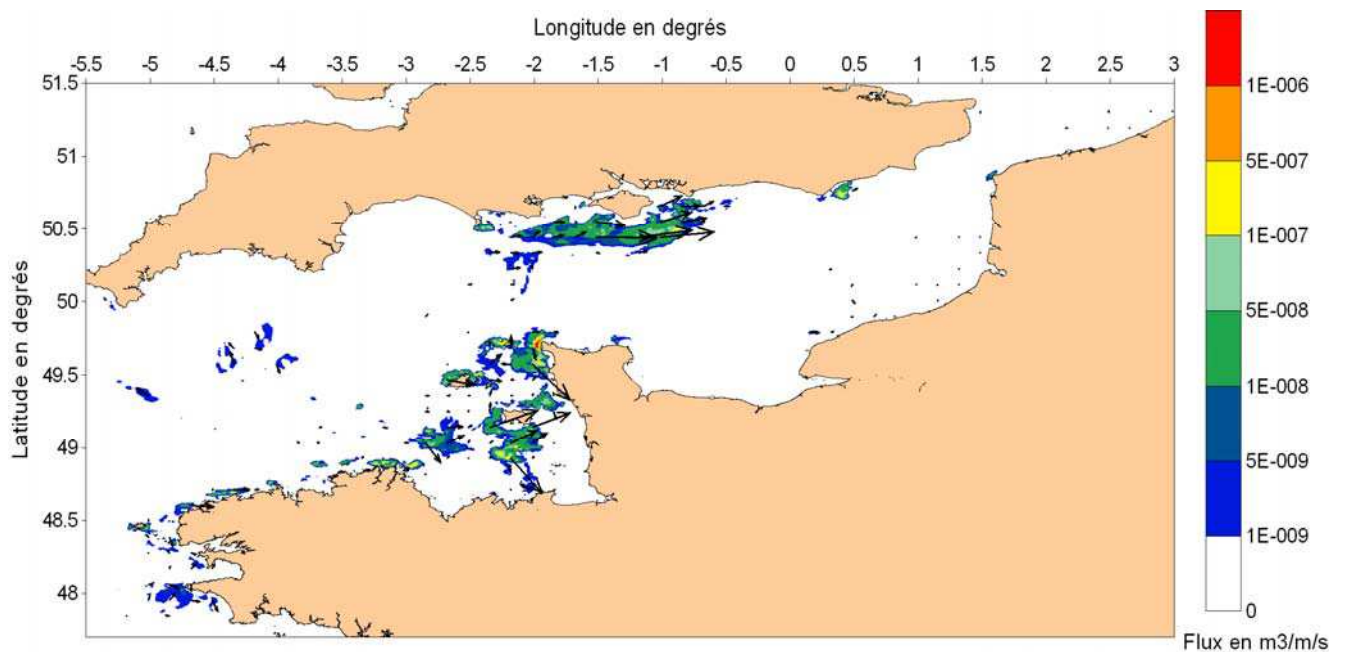 Longitude en degrés
-5.5 -5 -4.5 -4 -3.5 -3 -2.5 -2 -1.5 -1 -0.5 0 0.5 1 1.5 2 2.5 3
51.5
51
50.5
50
49.5
49
48.5
48
Latitude en degrés
1E-006
5E-007
1E-007
5E-008
1E-008
5E-009
1E-009
0
Flux en m3/m/s